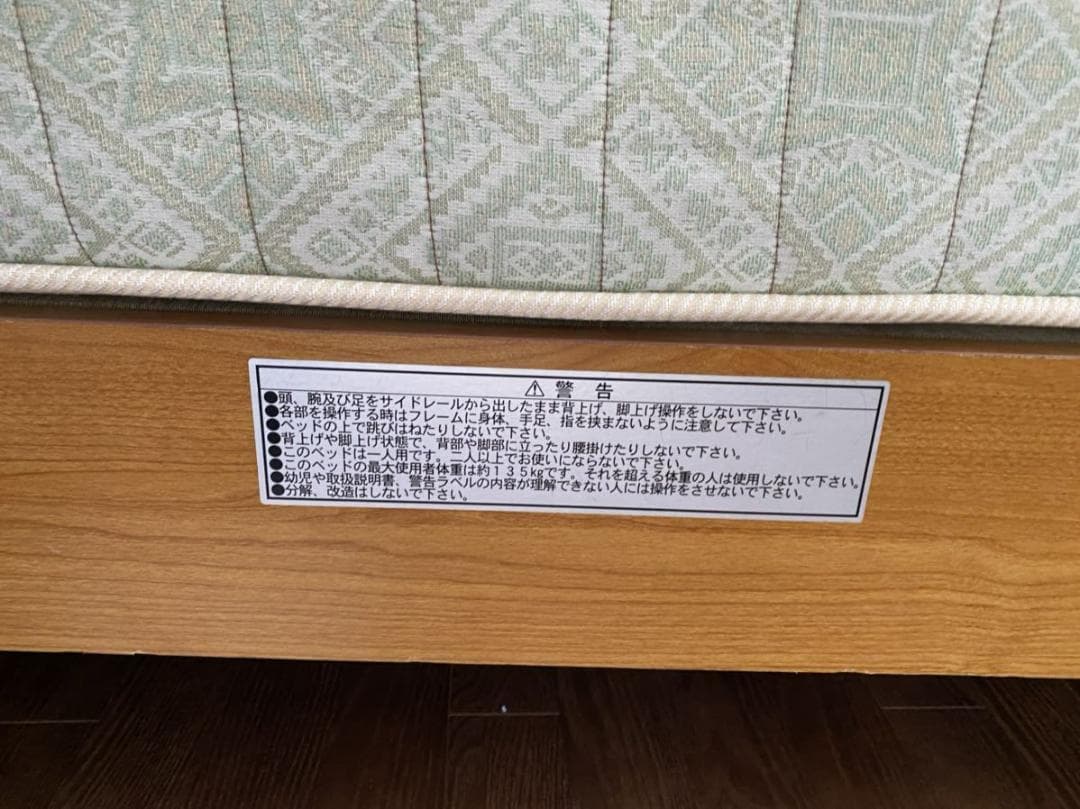 ⚠警告
●頭、腕及び足をサイドレールから出したまま背上げ、脚上げ操作をしないで下さい。
●各部を操作する時はフレームに身体、手足、指を挟まないように注意して下さい。
●ベッドの上で跳びはねたりしないで下さい。
●背上げや脚上げ状態で、背部や脚部に立ったり腰掛けたりしないで下さい。
●このベッドは一人用です。二人以上でお使いにならないで下さい。
●このベッドの最大使用者体重は約135kgです。それを超える体重の人は使用しないで下さい。
●幼児や取扱説明書、警告ラベルの内容が理解できない人には操作をさせないで下さい。
●分解、改造はしないで下さい。